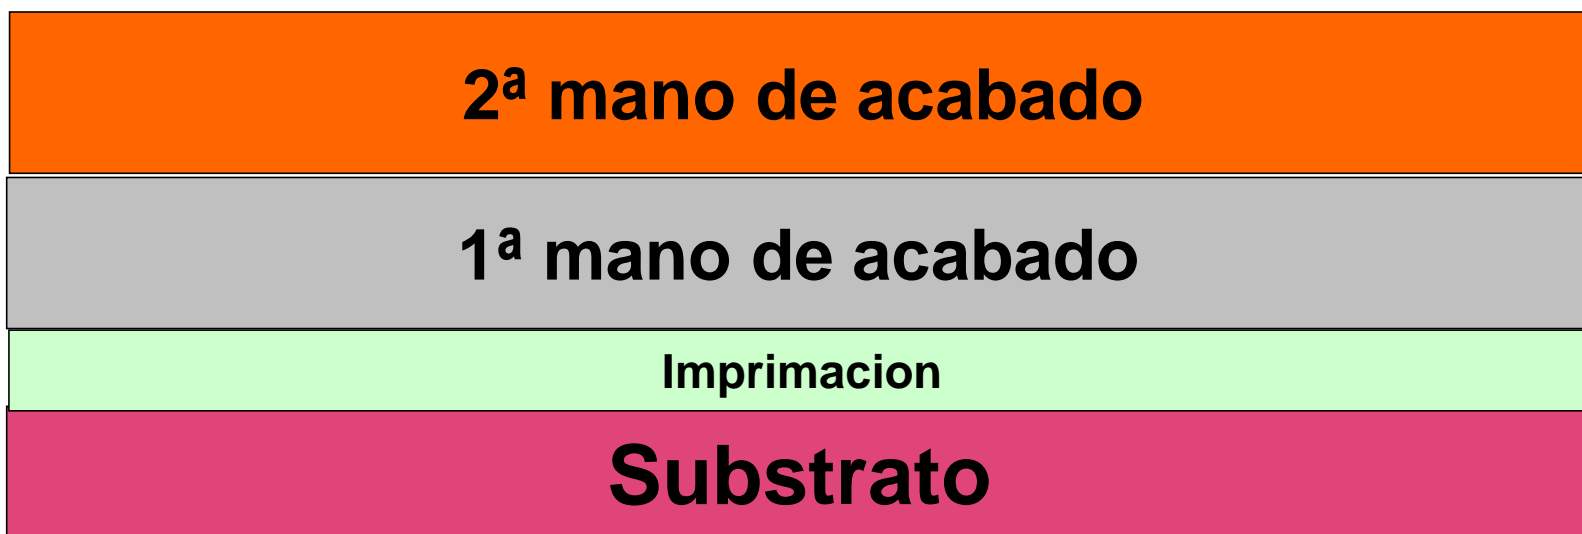 2ª mano de acabado
1ª mano de acabado
Imprimacion
Substrato